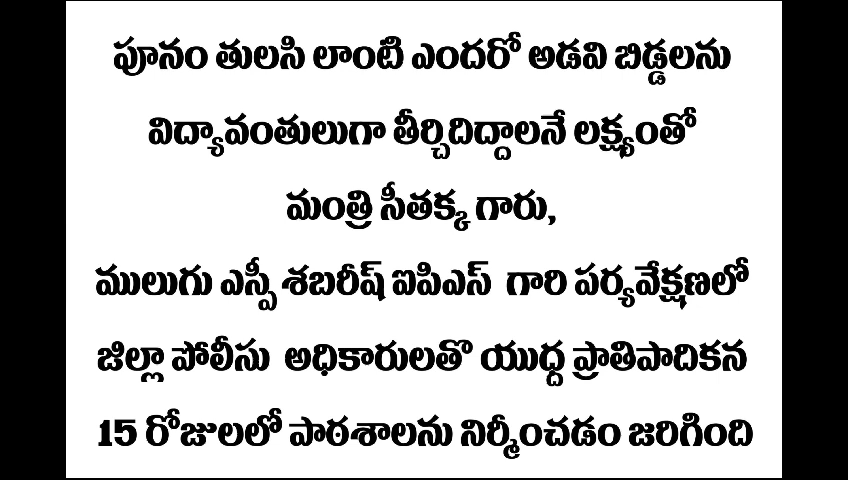 పూనం తులసి లాంటి ఎందరో అడవి బిడ్డలను
విద్యావంతులుగా తీర్చిదిద్దాలనే లక్ష్యంతో
మంత్రి సీతక్క గారు,
ములుగు ఎస్పీ శబరీష్ ఐపిఎస్ గారి పర్యవేక్షణలో
జిల్లా పోలీసు అధికారులతొ యుద్ద ప్రాతిపాదికన
15 రోజులలో పాఠశాలను నిర్మించడం జరిగింది